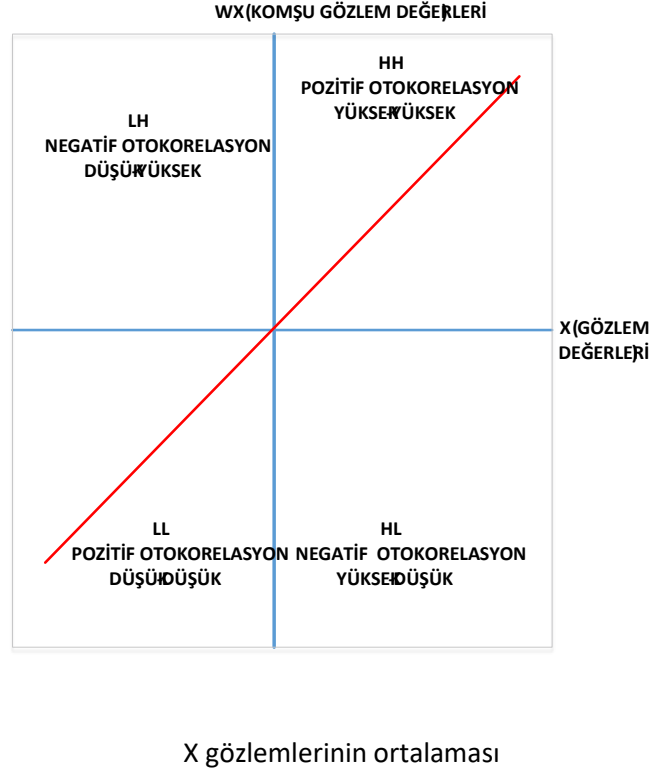 WX(KOMŞU GÖZLEM DEĞERLERİ)
HH
POZİTİF OTOKORELASYON
YÜKSEK-YÜKSEK
LH
NEGATİF OTOKORELASYON
DÜŞÜK-YÜKSEK
X(GÖZLEM
DEĞERLERİ)
LL
POZİTİF OTOKORELASYON
DÜŞÜK-DÜŞÜK
HL
NEGATİF OTOKORELASYON
YÜKSEK-DÜŞÜK
X gözlemlerinin ortalaması